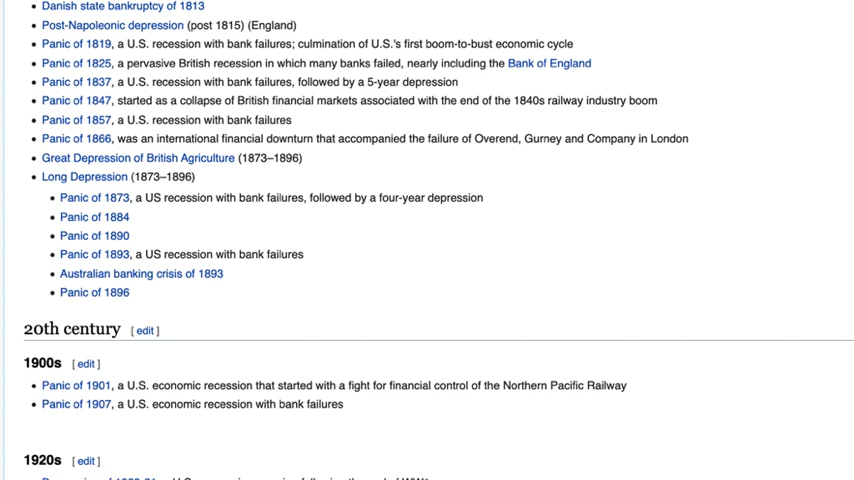 Danish state bankruptcy of 1813
Post-Napoleonic depression (post 1815) (England)
Panic of 1819, a U.S. recession with bank failures; culmination of U.S.'s first boom-to-bust economic cycle
Panic of 1825, a pervasive British recession in which many banks failed, nearly including the Bank of England
Panic of 1837, a U.S. recession with bank failures, followed by a 5-year depression
Panic of 1847, started as a collapse of British financial markets associated with the end of the 1840s railway industry boom
Panic of 1857, a U.S. recession with bank failures
Panic of 1866, was an international financial downturn that accompanied the failure of Overend, Gurney and Company in London
Great Depression of British Agriculture (1873–1896)
Long Depression (1873–1896)
Panic of 1873, a US recession with bank failures, followed by a four-year depression
Panic of 1884
Panic of 1890
Panic of 1893, a US recession with bank failures
Australian banking crisis of 1893
Panic of 1896
20th century [ edit ]
1900s [ edit ]
Panic of 1901, a U.S. economic recession that started with a fight for financial control of the Northern Pacific Railway
Panic of 1907, a U.S. economic recession with bank failures
1920s [ edit ]